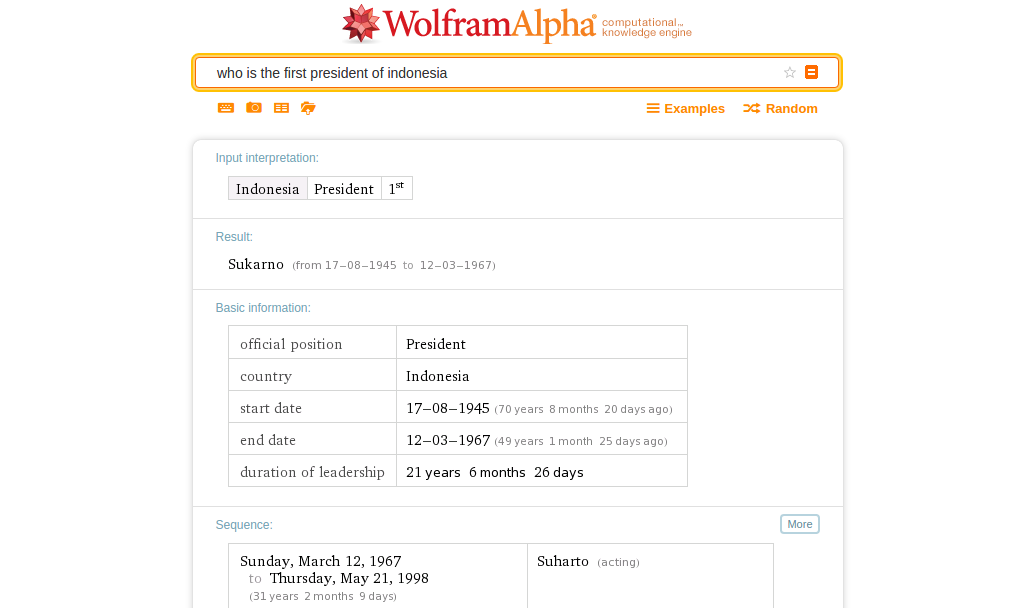 WolframAlpha® computational... knowledge engine
who is the first president of indonesia
Examples Random
Input interpretation:
Indonesia President 1st
Result:
Sukarno (from 17–08–1945 to 12–03–1967)
Basic information:
official position President
country Indonesia
start date 17–08–1945 (70 years 8 months 20 days ago)
end date 12–03–1967 (49 years 1 month 25 days ago)
duration of leadership 21 years 6 months 26 days
Sequence: More
Sunday, March 12, 1967 Suharto (acting)
to Thursday, May 21, 1998
(31 years 2 months 9 days)